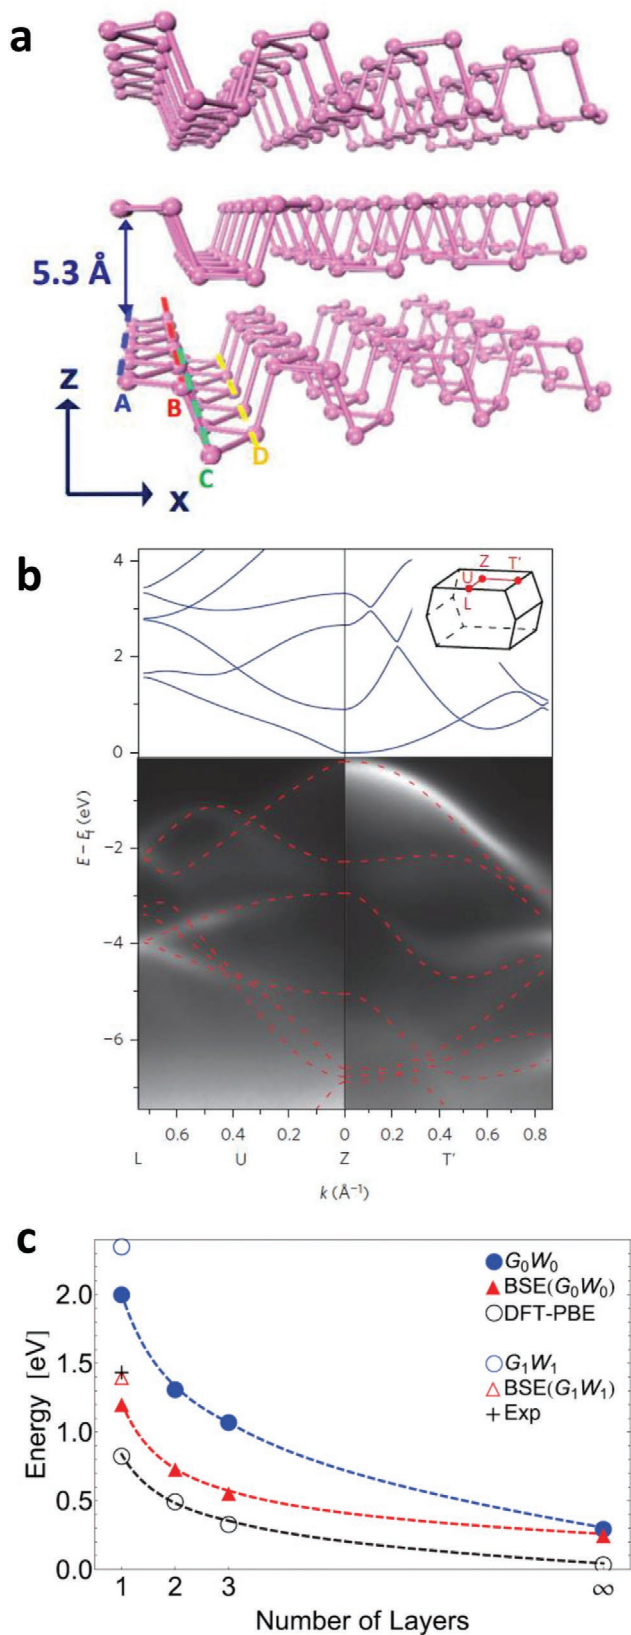 a
5.3 Å
Z
X
A
B
C
D
b
4
2
0
−2
−4
−6
E − Ef (eV)
Z
T'
U
L
0.6
0.4
0.2
0
0.2
0.4
0.6
0.8
L
U
Z
T'
k (Å−1)
c
2.0
1.5
1.0
0.5
0.0
Energy [eV]
G0W0
BSE(G0W0)
DFT-PBE
G1W1
BSE(G1W1)
Exp
1
2
3
∞
Number of Layers